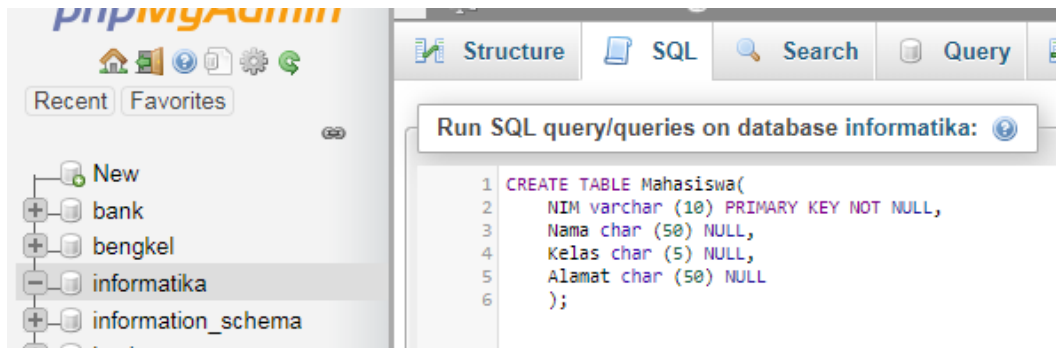 phpMyAdmin
Recent Favorites
New
bank
bengkel
informatika
information_schema
Structure SQL Search Query
Run SQL query/queries on database informatika:
1 CREATE TABLE Mahasiswa(
2 NIM varchar (10) PRIMARY KEY NOT NULL,
3 Nama char (50) NULL,
4 Kelas char (5) NULL,
5 Alamat char (50) NULL
6 );